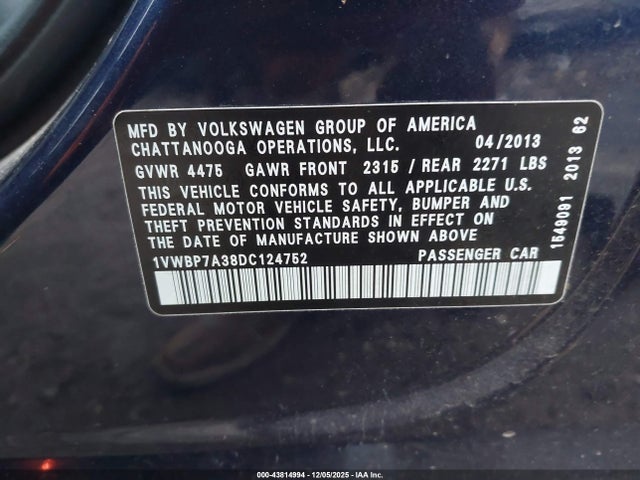 MFD BY VOLKSWAGEN GROUP OF AMERICA
CHATTANOOGA OPERATIONS, LLC. 04/2013
GVWR 4475 GAWR FRONT 2315 / REAR 2271 LBS
THIS VEHICLE CONFORMS TO ALL APPLICABLE U.S.
FEDERAL MOTOR VEHICLE SAFETY, BUMPER AND
THEFT PREVENTION STANDARDS IN EFFECT ON
THE DATE OF MANUFACTURE SHOWN ABOVE
1VWBP7A38DC124752 PASSENGER CAR
1549091 2013 62
000-43814994 | 12/05/2025 | IAA Inc.